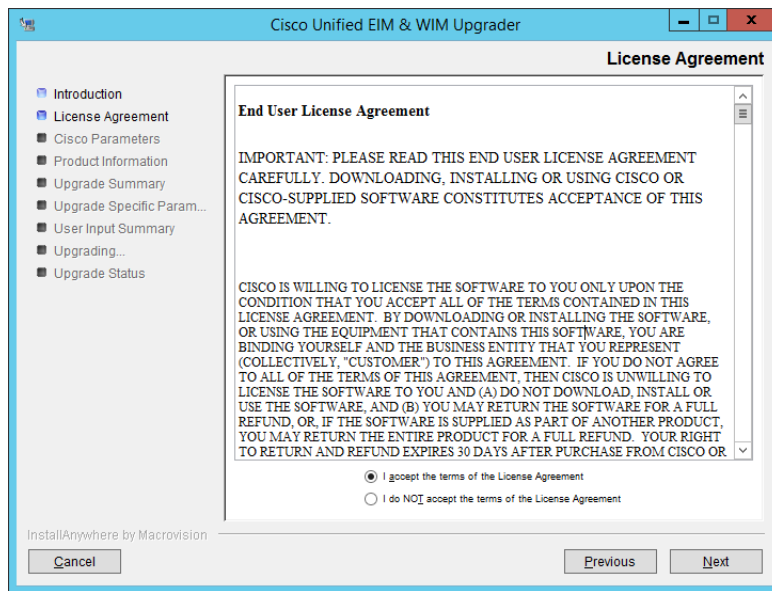 Cisco Unified EIM & WIM Upgrader
License Agreement
Introduction
License Agreement
Cisco Parameters
Product Information
Upgrade Summary
Upgrade Specific Param...
User Input Summary
Upgrading...
Upgrade Status
End User License Agreement
IMPORTANT: PLEASE READ THIS END USER LICENSE AGREEMENT
CAREFULLY. DOWNLOADING, INSTALLING OR USING CISCO OR
CISCO-SUPPLIED SOFTWARE CONSTITUTES ACCEPTANCE OF THIS
AGREEMENT.
CISCO IS WILLING TO LICENSE THE SOFTWARE TO YOU ONLY UPON THE
CONDITION THAT YOU ACCEPT ALL OF THE TERMS CONTAINED IN THIS
LICENSE AGREEMENT. BY DOWNLOADING OR INSTALLING THE SOFTWARE,
OR USING THE EQUIPMENT THAT CONTAINS THIS SOFTWARE, YOU ARE
BINDING YOURSELF AND THE BUSINESS ENTITY THAT YOU REPRESENT
(COLLECTIVELY, "CUSTOMER") TO THIS AGREEMENT. IF YOU DO NOT AGREE
TO ALL OF THE TERMS OF THIS AGREEMENT, THEN CISCO IS UNWILLING TO
LICENSE THE SOFTWARE TO YOU AND (A) DO NOT DOWNLOAD, INSTALL OR
USE THE SOFTWARE, AND (B) YOU MAY RETURN THE SOFTWARE FOR A FULL
REFUND, OR, IF THE SOFTWARE IS SUPPLIED AS PART OF ANOTHER PRODUCT,
YOU MAY RETURN THE ENTIRE PRODUCT FOR A FULL REFUND. YOUR RIGHT
TO RETURN AND REFUND EXPIRES 30 DAYS AFTER PURCHASE FROM CISCO OR
I accept the terms of the License Agreement
I do NOT accept the terms of the License Agreement
InstallAnywhere by Macrovision
Cancel
Previous
Next